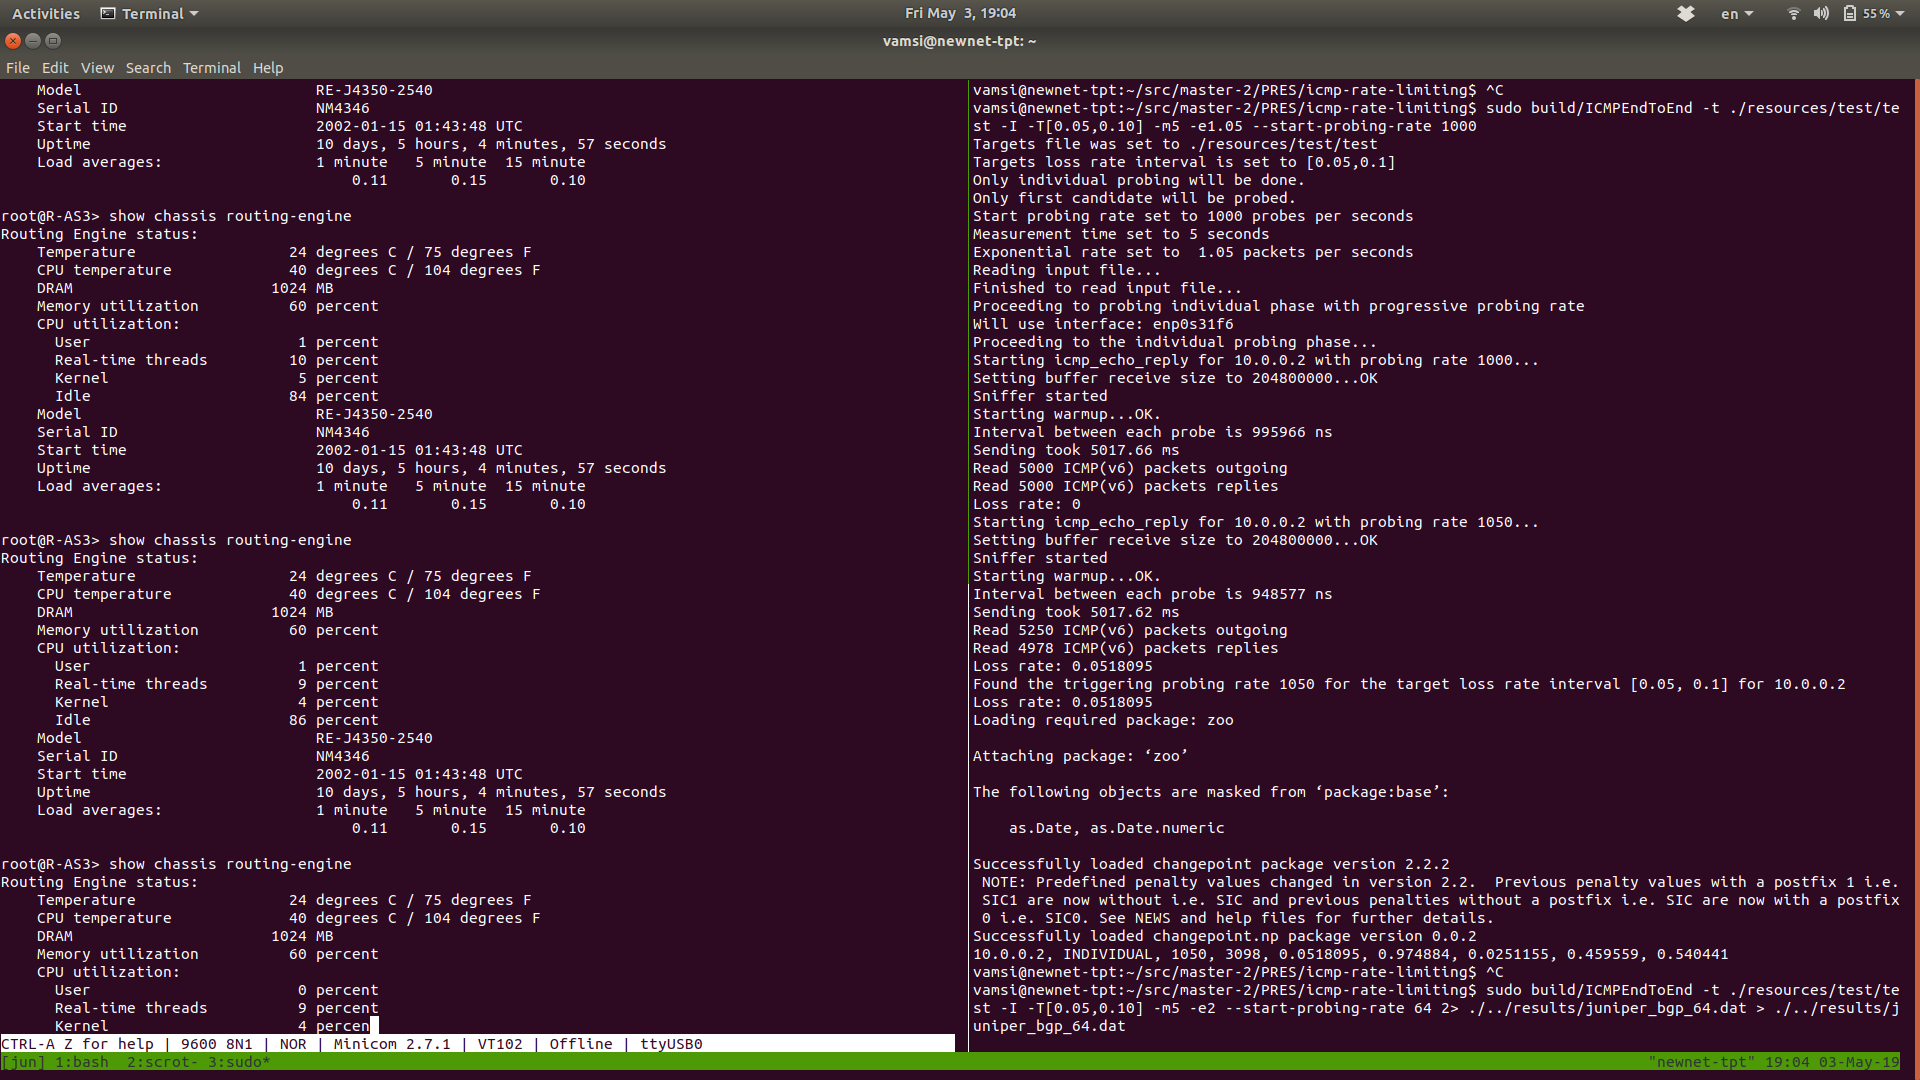 Activities Terminal Fri May 3, 19:04 en 55%
vamsi@newnet-tpt: ~
File Edit View Search Terminal Help
Model RE-J4350-2540
Serial ID NM4346
Start time 2002-01-15 01:43:48 UTC
Uptime 10 days, 5 hours, 4 minutes, 57 seconds
Load averages: 1 minute 5 minute 15 minute
0.11 0.15 0.10
root@R-AS3> show chassis routing-engine
Routing Engine status:
Temperature 24 degrees C / 75 degrees F
CPU temperature 40 degrees C / 104 degrees F
DRAM 1024 MB
Memory utilization 60 percent
CPU utilization:
User 1 percent
Real-time threads 10 percent
Kernel 5 percent
Idle 84 percent
Model RE-J4350-2540
Serial ID NM4346
Start time 2002-01-15 01:43:48 UTC
Uptime 10 days, 5 hours, 4 minutes, 57 seconds
Load averages: 1 minute 5 minute 15 minute
0.11 0.15 0.10
root@R-AS3> show chassis routing-engine
Routing Engine status:
Temperature 24 degrees C / 75 degrees F
CPU temperature 40 degrees C / 104 degrees F
DRAM 1024 MB
Memory utilization 60 percent
CPU utilization:
User 1 percent
Real-time threads 9 percent
Kernel 4 percent
Idle 86 percent
Model RE-J4350-2540
Serial ID NM4346
Start time 2002-01-15 01:43:48 UTC
Uptime 10 days, 5 hours, 4 minutes, 57 seconds
Load averages: 1 minute 5 minute 15 minute
0.11 0.15 0.10
root@R-AS3> show chassis routing-engine
Routing Engine status:
Temperature 24 degrees C / 75 degrees F
CPU temperature 40 degrees C / 104 degrees F
DRAM 1024 MB
Memory utilization 60 percent
CPU utilization:
User 0 percent
Real-time threads 9 percent
Kernel 4 percen
CTRL-A Z for help | 9600 8N1 | NOR | Minicom 2.7.1 | VT102 | Offline | ttyUSB0
vamsi@newnet-tpt:~/src/master-2/PRES/icmp-rate-limiting$ ^C
vamsi@newnet-tpt:~/src/master-2/PRES/icmp-rate-limiting$ sudo build/ICMPEndToEnd -t ./resources/test/te
st -I -T[0.05,0.10] -m5 -e1.05 --start-probing-rate 1000
Targets file was set to ./resources/test/test
Targets loss rate interval is set to [0.05,0.1]
Only individual probing will be done.
Only first candidate will be probed.
Start probing rate set to 1000 probes per seconds
Measurement time set to 5 seconds
Exponential rate set to  1.05 packets per seconds
Reading input file...
Finished to read input file...
Proceeding to probing individual phase with progressive probing rate
Will use interface: enp0s31f6
Proceeding to the individual probing phase...
Starting icmp_echo_reply for 10.0.0.2 with probing rate 1000...
Setting buffer receive size to 204800000...OK
Sniffer started
Starting warmup...OK.
Interval between each probe is 995966 ns
Sending took 5017.66 ms
Read 5000 ICMP(v6) packets outgoing
Read 5000 ICMP(v6) packets replies
Loss rate: 0
Starting icmp_echo_reply for 10.0.0.2 with probing rate 1050...
Setting buffer receive size to 204800000...OK
Sniffer started
Starting warmup...OK.
Interval between each probe is 948577 ns
Sending took 5017.62 ms
Read 5250 ICMP(v6) packets outgoing
Read 4978 ICMP(v6) packets replies
Loss rate: 0.0518095
Found the triggering probing rate 1050 for the target loss rate interval [0.05, 0.1] for 10.0.0.2
Loss rate: 0.0518095
Loading required package: zoo
Attaching package: ‘zoo’
The following objects are masked from ‘package:base’:
as.Date, as.Date.numeric
Successfully loaded changepoint package version 2.2.2
NOTE: Predefined penalty values changed in version 2.2.  Previous penalty values with a postfix 1 i.e.
SIC1 are now without i.e. SIC and previous penalties without a postfix i.e. SIC are now with a postfix
0 i.e. SIC0. See NEWS and help files for further details.
Successfully loaded changepoint.np package version 0.0.2
10.0.0.2, INDIVIDUAL, 1050, 3098, 0.0518095, 0.974884, 0.0251155, 0.459559, 0.540441
vamsi@newnet-tpt:~/src/master-2/PRES/icmp-rate-limiting$ ^C
vamsi@newnet-tpt:~/src/master-2/PRES/icmp-rate-limiting$ sudo build/ICMPEndToEnd -t ./resources/test/te
st -I -T[0.05,0.10] -m5 -e2 --start-probing-rate 64 2> ./../results/juniper_bgp_64.dat > ./../results/j
uniper_bgp_64.dat
[jun] 1:bash  2:scrot- 3:sudo* "newnet-tpt" 19:04 03-May-19